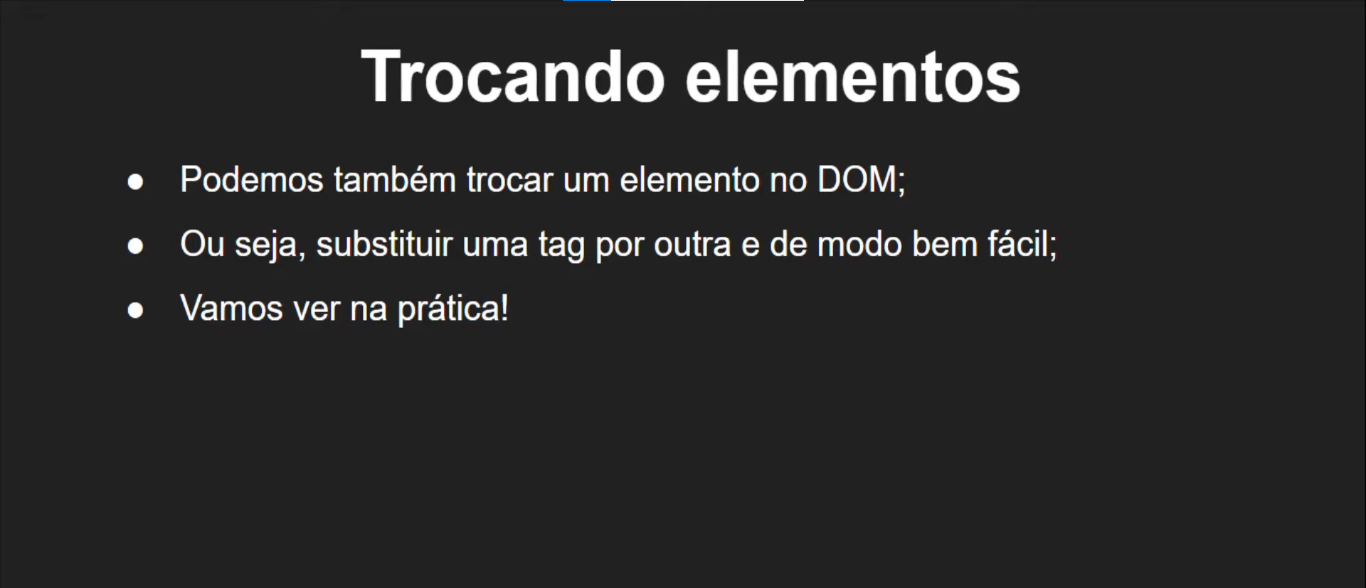 Trocando elementos
● Podemos também trocar um elemento no DOM;
● Ou seja, substituir uma tag por outra e de modo bem fácil;
● Vamos ver na prática!